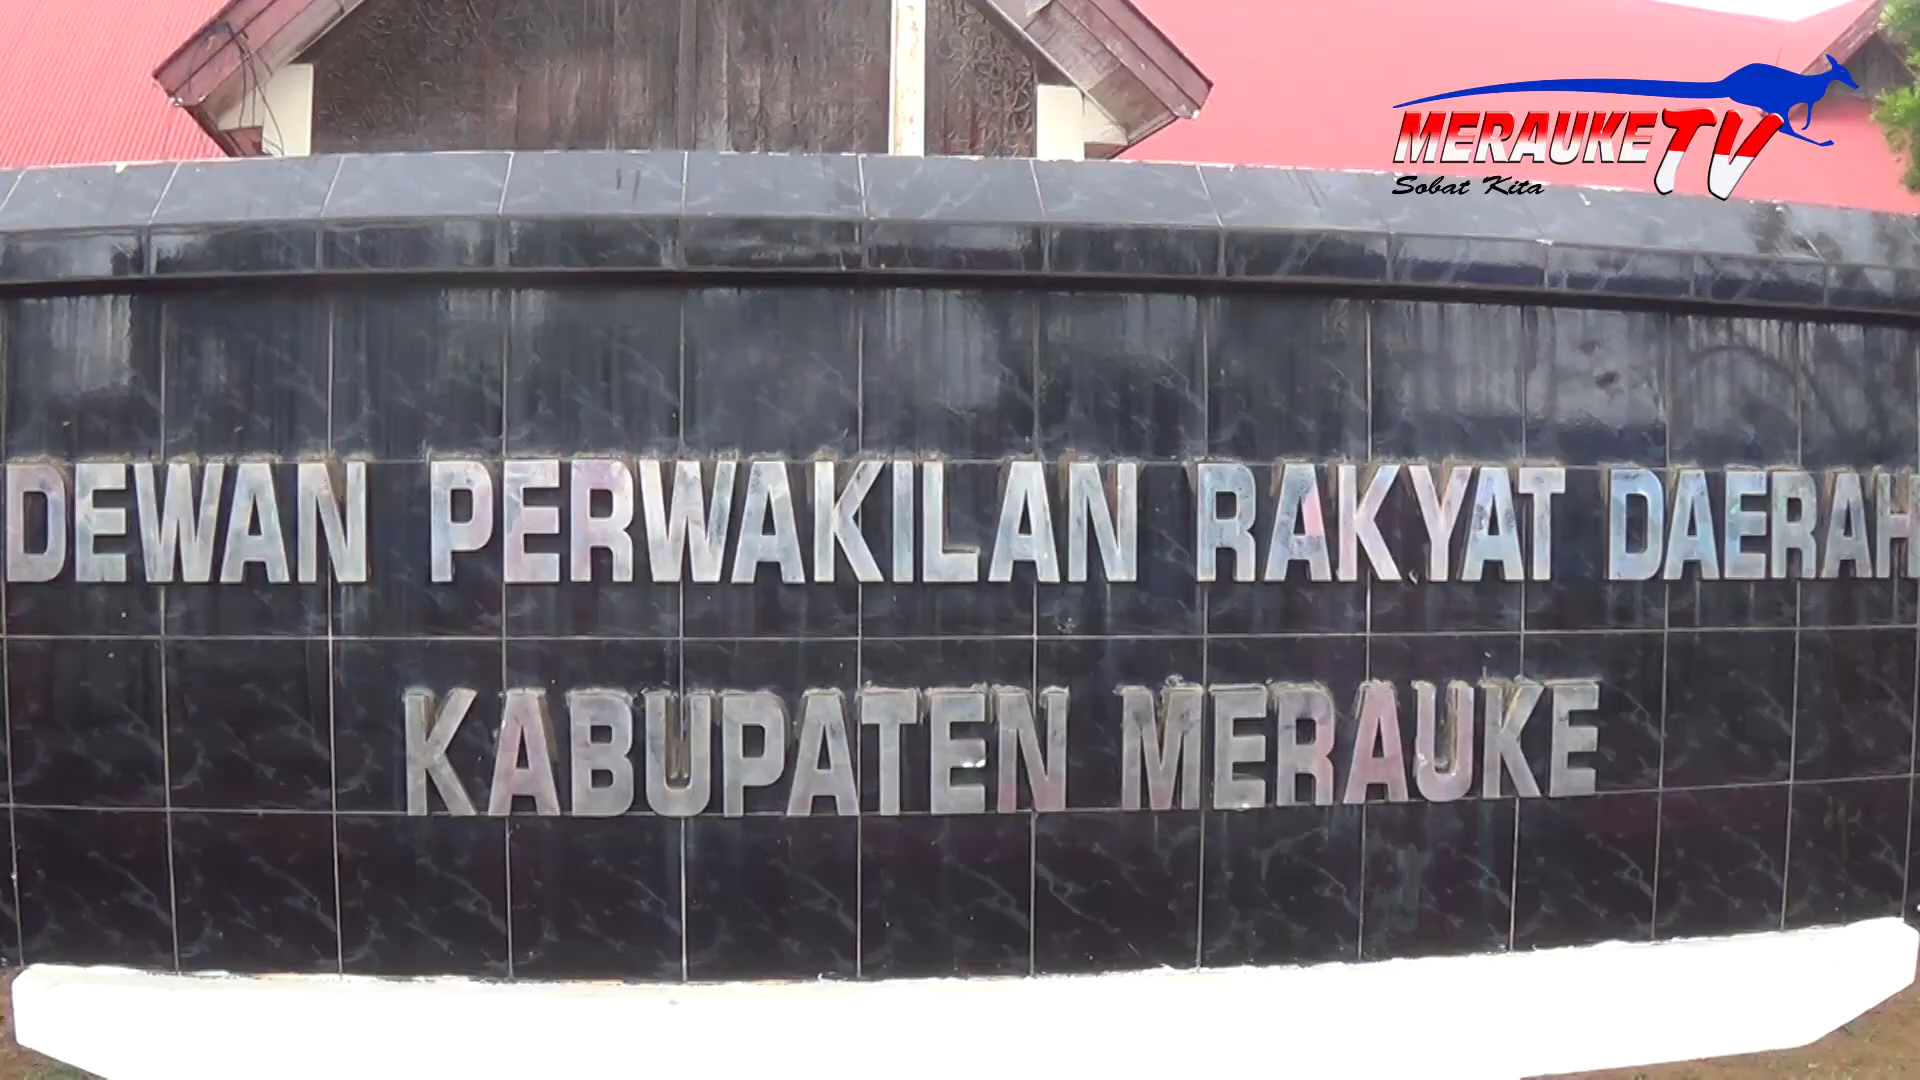 MERAUKE TV
Sobat Kita
DEWAN PERWAKILAN RAKYAT DAERAH
KABUPATEN MERAUKE